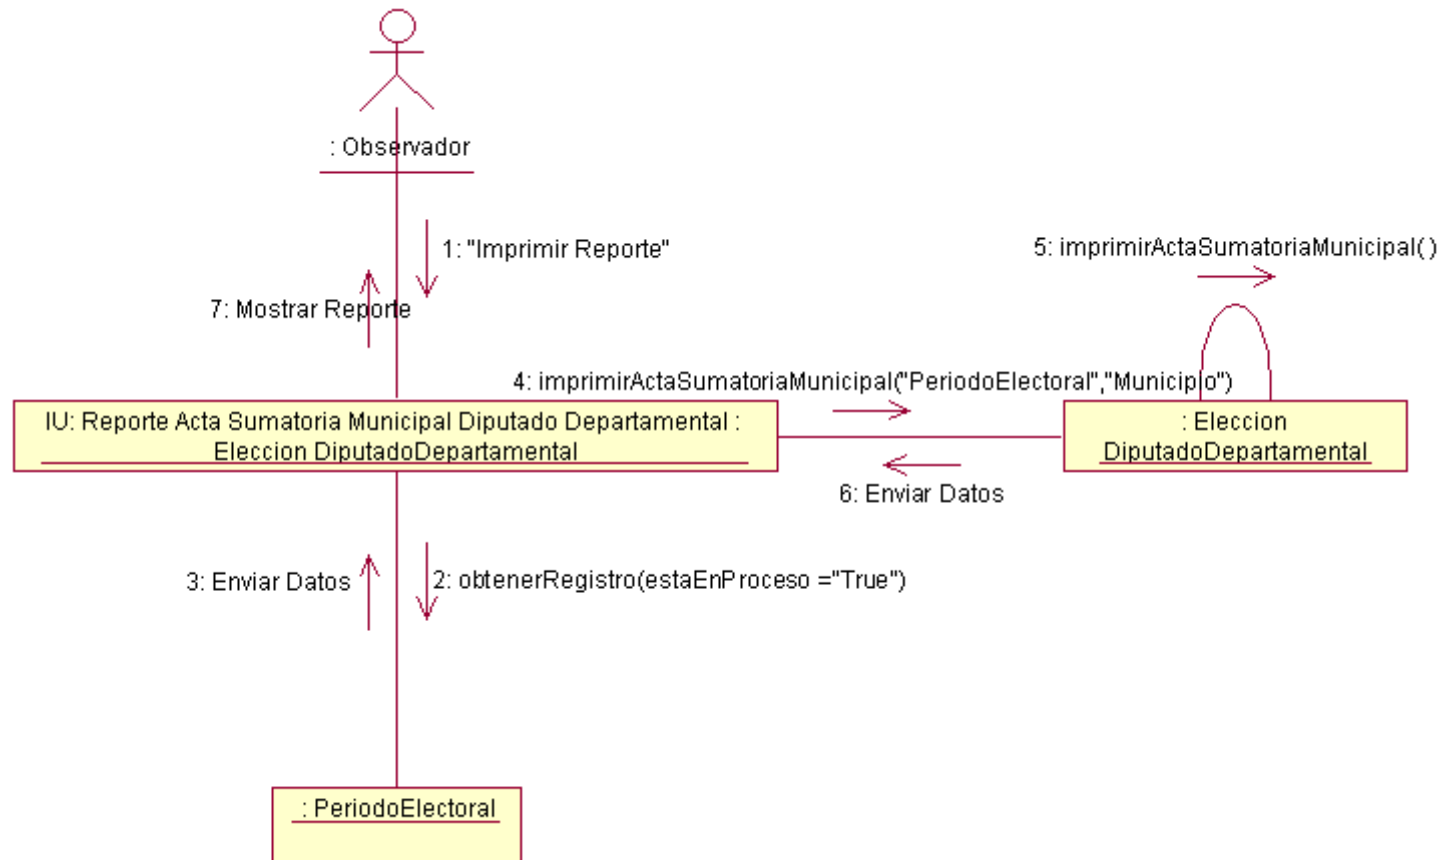 : Observador
1: "Imprimir Reporte"
5: imprimirActaSumatoriaMunicipal( )
7: Mostrar Reporte
4: imprimirActaSumatoriaMunicipal("PeriodoElectoral","Municipio")
IU: Reporte Acta Sumatoria Municipal Diputado Departamental :
Eleccion DiputadoDepartamental
: Eleccion
DiputadoDepartamental
6: Enviar Datos
3: Enviar Datos
2: obtenerRegistro(estaEnProceso ="True")
: PeriodoElectoral